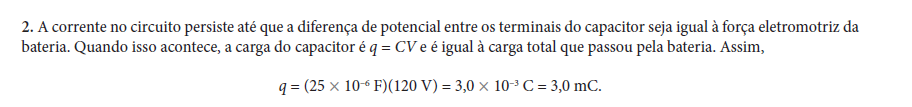 2. A corrente no circuito persiste até que a diferença de potencial entre os terminais do capacitor seja igual à força eletromotriz da
bateria. Quando isso acontece, a carga do capacitor é q = CV e é igual à carga total que passou pela bateria. Assim,
q = (25 × 10⁻⁶ F)(120 V) = 3,0 × 10⁻³ C = 3,0 mC.